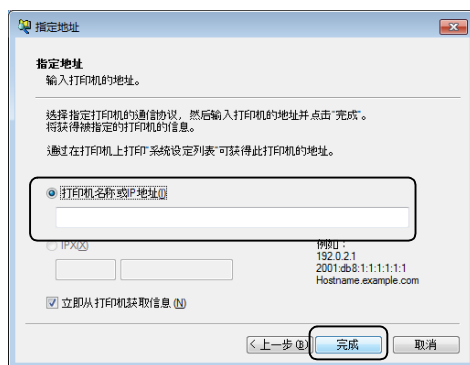 指定地址
指定地址
输入打印机的地址。
选择指定打印机的通信协议，然后输入打印机的地址并点击"完成"。
将获得被指定的打印机的信息。
通过在打印机上打印"系统设定列表"可获得此打印机的地址。
打印机名称或IP地址(I)
IPX(X)
例如：
192.0.2.1
2001:db8:1:1:1:1:1
Hostname.example.com
立即从打印机获取信息(N)
<上一步(B)
完成
取消